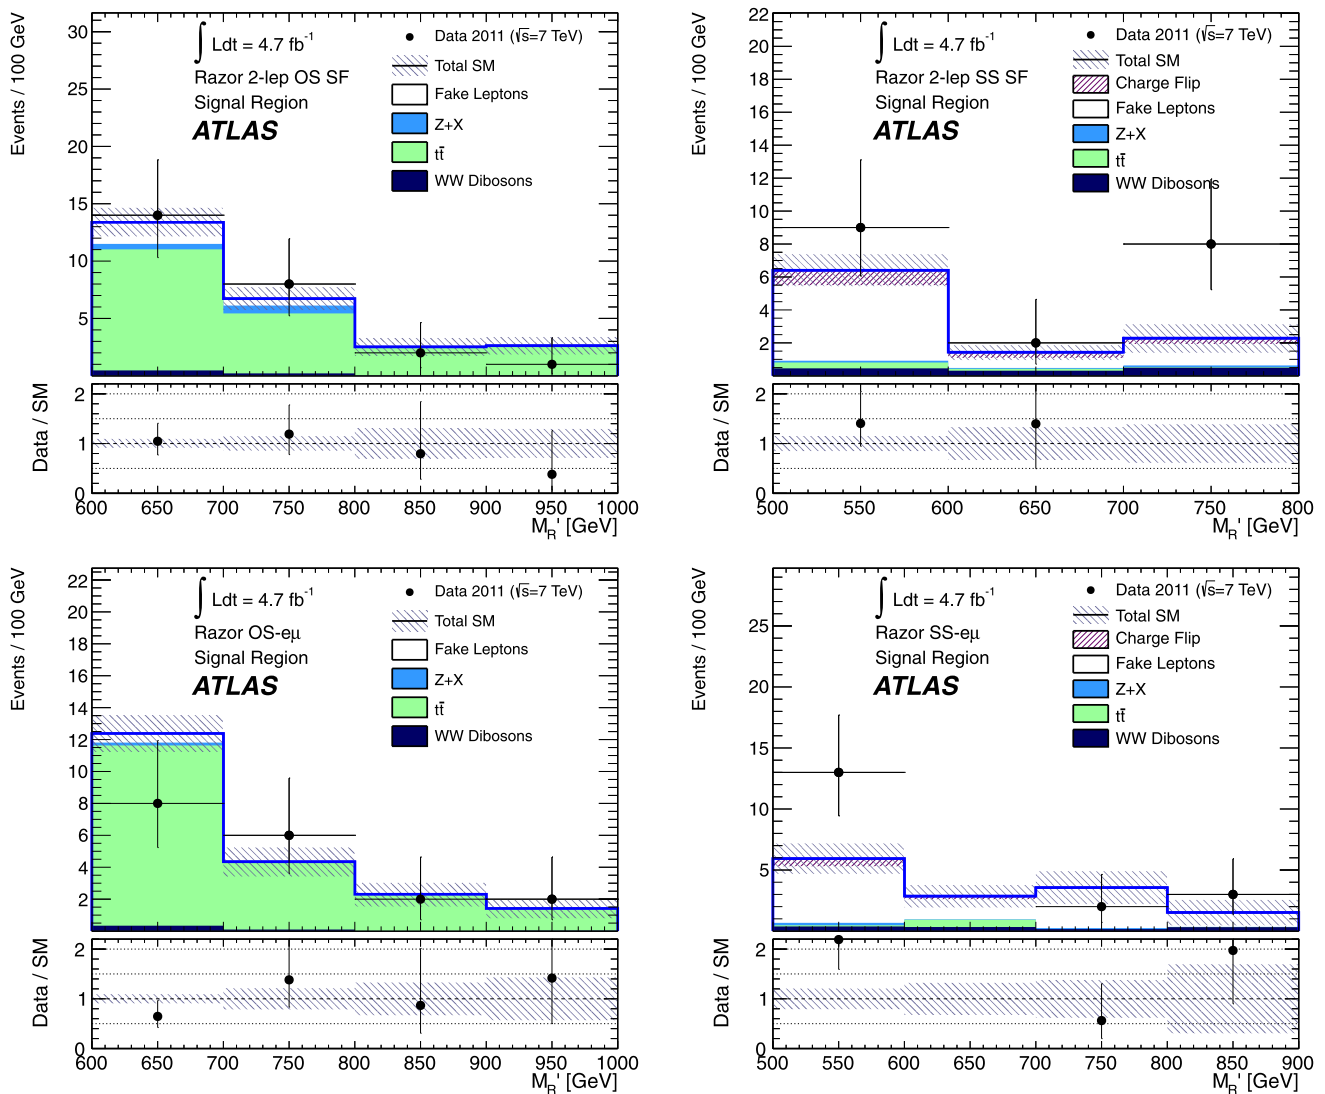 Events / 100 GeV
30
25
20
15
10
5
∫ Ldt = 4.7 fb⁻¹
Razor 2-lep OS SF
Signal Region
ATLAS
Data 2011 (√s=7 TeV)
Total SM
Fake Leptons
Z+X
tt̄
WW Dibosons
Data / SM
2
1
0
600 650 700 750 800 850 900 950 1000
M_R' [GeV]
Events / 100 GeV
22
20
18
16
14
12
10
8
6
4
2
∫ Ldt = 4.7 fb⁻¹
Razor 2-lep SS SF
Signal Region
ATLAS
Data 2011 (√s=7 TeV)
Total SM
Charge Flip
Fake Leptons
Z+X
tt̄
WW Dibosons
Data / SM
2
1
0
500 550 600 650 700 750 800
M_R' [GeV]
Events / 100 GeV
22
20
18
16
14
12
10
8
6
4
2
∫ Ldt = 4.7 fb⁻¹
Razor OS-eμ
Signal Region
ATLAS
Data 2011 (√s=7 TeV)
Total SM
Fake Leptons
Z+X
tt̄
WW Dibosons
Data / SM
2
1
0
600 650 700 750 800 850 900 950 1000
M_R' [GeV]
Events / 100 GeV
25
20
15
10
5
∫ Ldt = 4.7 fb⁻¹
Razor SS-eμ
Signal Region
ATLAS
Data 2011 (√s=7 TeV)
Total SM
Charge Flip
Fake Leptons
Z+X
tt̄
WW Dibosons
Data / SM
2
1
0
500 550 600 650 700 750 800 850 900
M_R' [GeV]